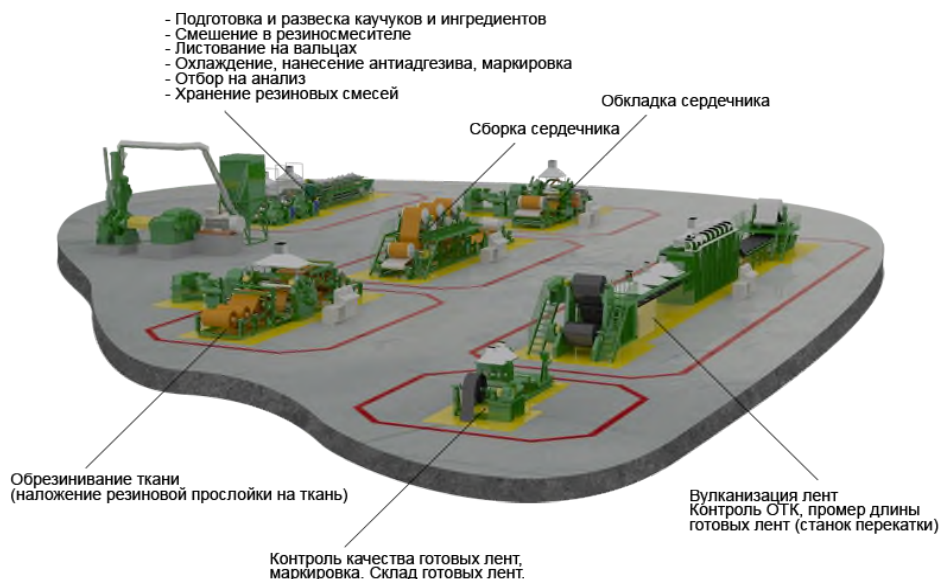 - Подготовка и развеска каучуков и ингредиентов
- Смешение в резиносмесителе
- Листование на вальцах
- Охлаждение, нанесение антиадгезива, маркировка
- Отбор на анализ
- Хранение резиновых смесей
Обкладка сердечника
Сборка сердечника
Обрезинивание ткани
(наложение резиновой прослойки на ткань)
Вулканизация лент
Контроль ОТК, промер длины
готовых лент (станок перекатки)
Контроль качества готовых лент,
маркировка. Склад готовых лент.